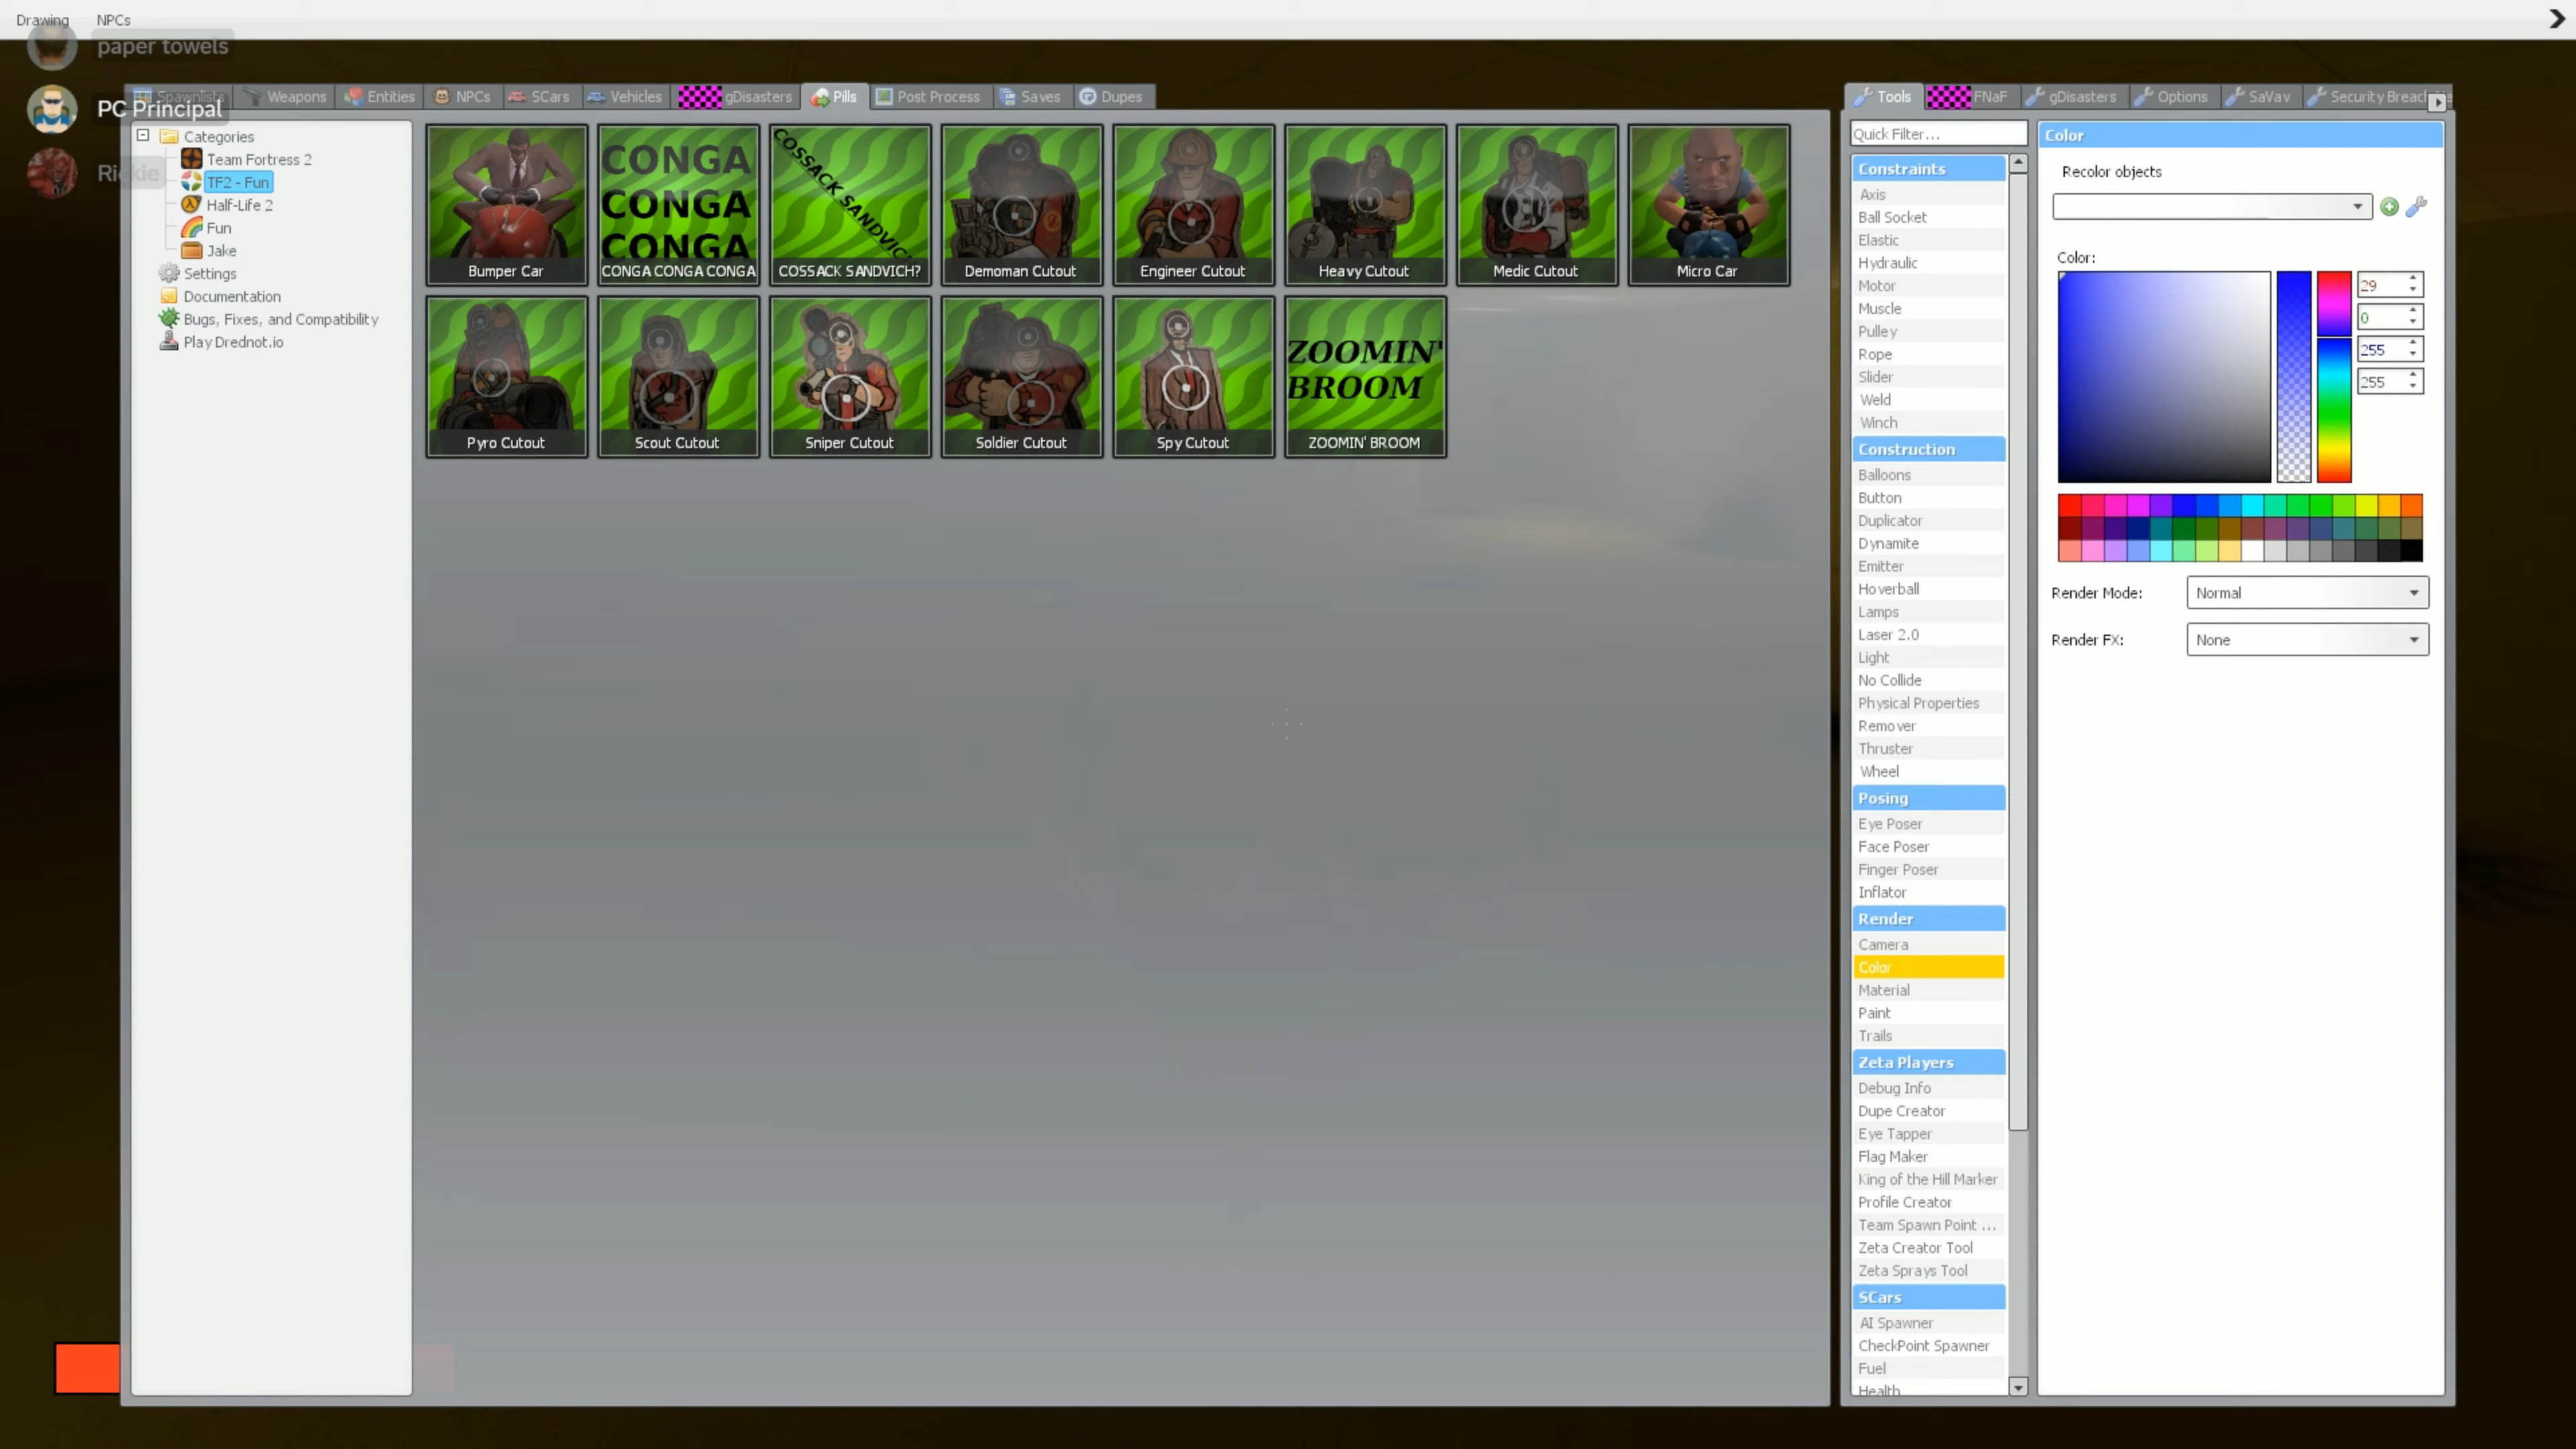 Drawing NPCs
paper towels
PC Principal
Rickie
Spawnlists Weapons Entities NPCs SCars Vehicles gDisasters Pills Post Process Saves Dupes
Categories
Team Fortress 2
TF2 - Fun
Half-Life 2
Fun
Jake
Settings
Documentation
Bugs, Fixes, and Compatibility
Play Drednot.io
CONGA
CONGA
CONGA
COSSACK SANDVICH
Bumper Car
CONGA CONGA CONGA
COSSACK SANDVICH?
Demoman Cutout
Engineer Cutout
Heavy Cutout
Medic Cutout
Micro Car
ZOOMIN'
BROOM
Pyro Cutout
Scout Cutout
Sniper Cutout
Soldier Cutout
Spy Cutout
ZOOMIN' BROOM
Tools FNaF gDisasters Options SaVav Security Breach
Quick Filter...
Constraints
Axis
Ball Socket
Elastic
Hydraulic
Motor
Muscle
Pulley
Rope
Slider
Weld
Winch
Construction
Balloons
Button
Duplicator
Dynamite
Emitter
Hoverball
Lamps
Laser 2.0
Light
No Collide
Physical Properties
Remover
Thruster
Wheel
Posing
Eye Poser
Face Poser
Finger Poser
Inflator
Render
Camera
Color
Material
Paint
Trails
Zeta Players
Debug Info
Dupe Creator
Eye Tapper
Flag Maker
King of the Hill Marker
Profile Creator
Team Spawn Point ...
Zeta Creator Tool
Zeta Sprays Tool
SCars
AI Spawner
CheckPoint Spawner
Fuel
Health
Color
Recolor objects
Color:
29
0
255
255
Render Mode: Normal
Render FX: None